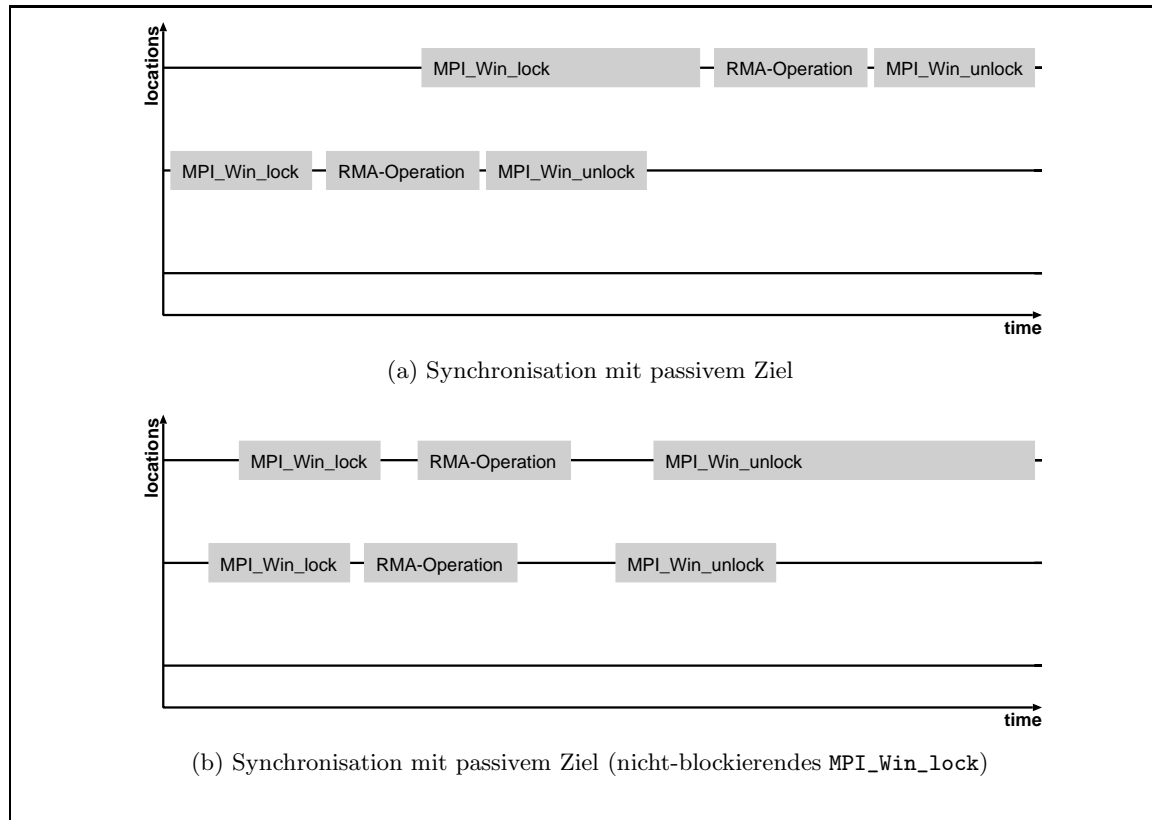 locations
MPI_Win_lock RMA-Operation MPI_Win_unlock
MPI_Win_lock RMA-Operation MPI_Win_unlock
time
(a) Synchronisation mit passivem Ziel
locations
MPI_Win_lock RMA-Operation MPI_Win_unlock
MPI_Win_lock RMA-Operation MPI_Win_unlock
time
(b) Synchronisation mit passivem Ziel (nicht-blockierendes MPI_Win_lock)